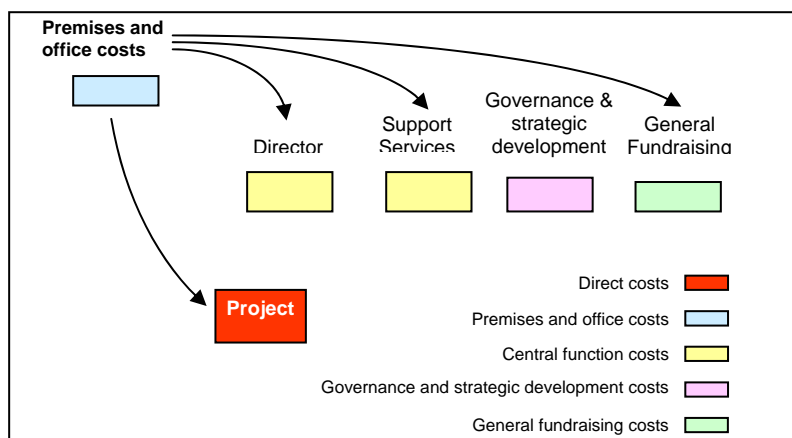 Premises and
office costs
Director
Support
Services
Governance &
strategic
development
General
Fundraising
Project
Direct costs
Premises and office costs
Central function costs
Governance and strategic development costs
General fundraising costs